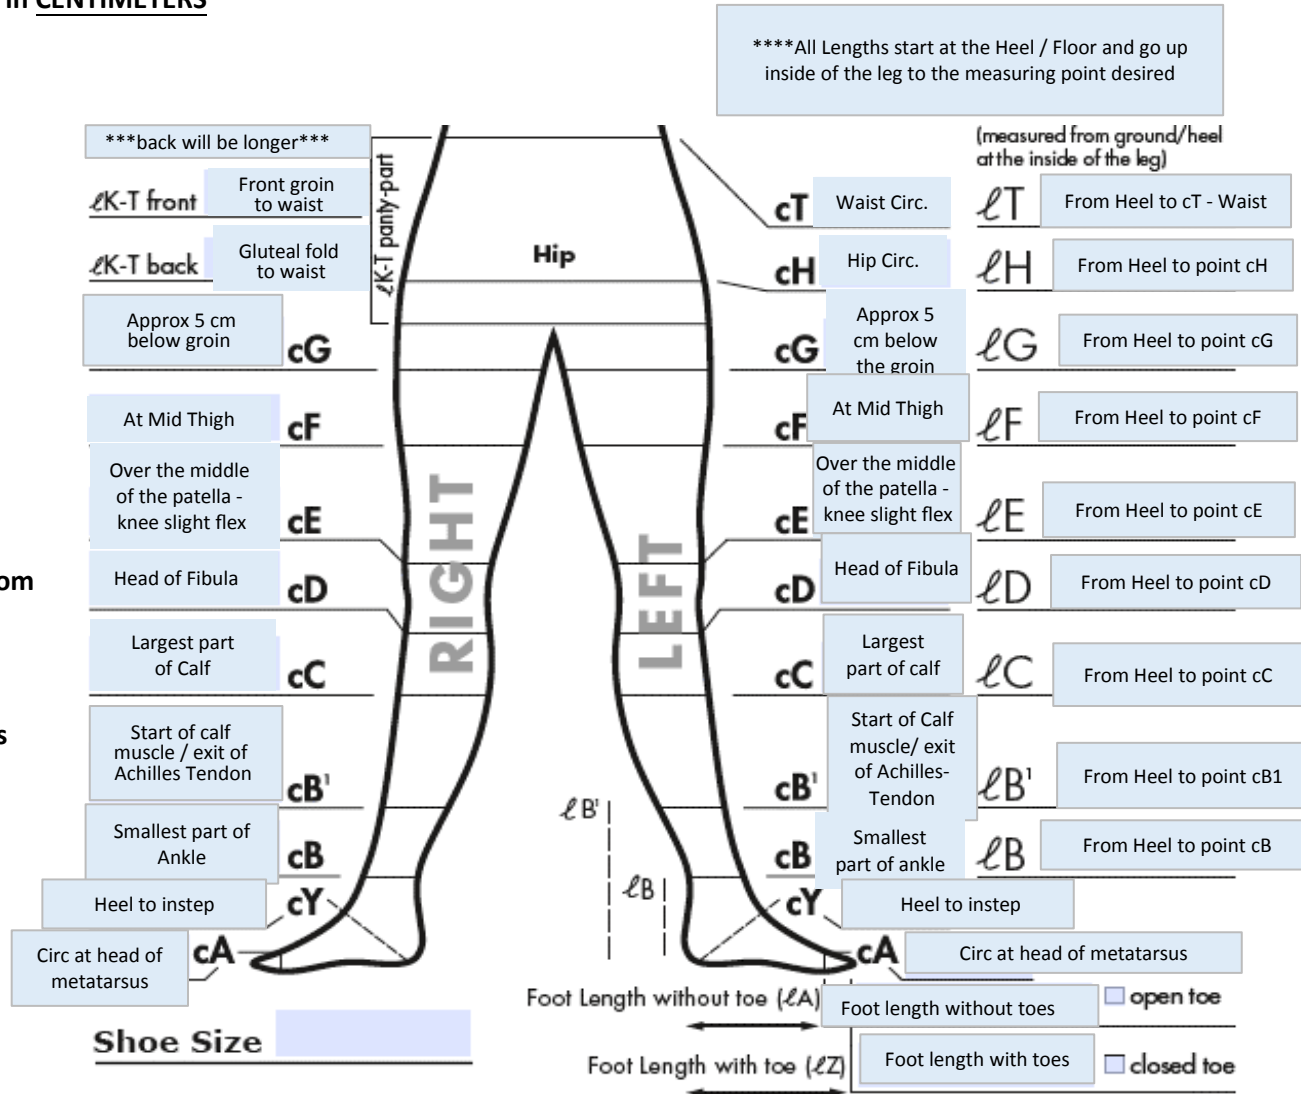 in CENTIMETERS
****All Lengths start at the Heel / Floor and go up
inside of the leg to the measuring point desired
***back will be longer***
(measured from ground/heel
at the inside of the leg)
ℓK-T front
Front groin
to waist
ℓK-T panty-part
cT
Waist Circ.
ℓT
From Heel to cT - Waist
ℓK-T back
Gluteal fold
to waist
Hip
cH
Hip Circ.
ℓH
From Heel to point cH
Approx 5 cm
below groin
cG
cG
Approx 5
cm below
the groin
ℓG
From Heel to point cG
At Mid Thigh
cF
cF
At Mid Thigh
ℓF
From Heel to point cF
Over the middle
of the patella -
knee slight flex
cE
RIGHT
LEFT
cE
Over the middle
of the patella -
knee slight flex
ℓE
From Heel to point cE
om
Head of Fibula
cD
cD
Head of Fibula
ℓD
From Heel to point cD
Largest part
of Calf
cC
cC
Largest
part of calf
ℓC
From Heel to point cC
s
Start of calf
muscle / exit of
Achilles Tendon
cB¹
ℓB¹
cB¹
Start of Calf
muscle/ exit
of Achilles-
Tendon
ℓB¹
From Heel to point cB1
Smallest part of
Ankle
cB
ℓB
cB
Smallest
part of ankle
ℓB
From Heel to point cB
Heel to instep
cY
cY
Heel to instep
Circ at head of
metatarsus
cA
cA
Circ at head of metatarsus
Foot Length without toe (ℓA)
Foot length without toes
open toe
Shoe Size
Foot Length with toe (ℓZ)
Foot length with toes
closed toe